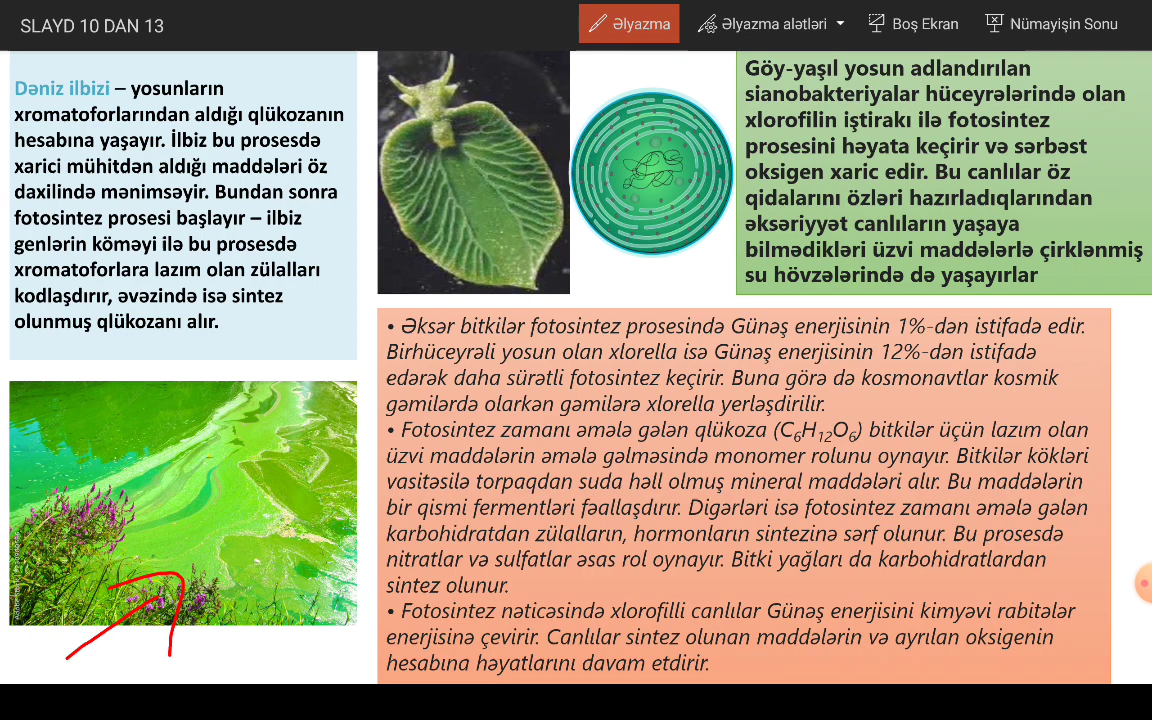 SLAYD 10 DAN 13
Əlyazma
Əlyazma alətləri
Boş Ekran
Nümayişin Sonu
Dəniz ilbizi – yosunların
xromatoforlarından aldığı qlükozanın
hesabına yaşayır. İlbiz bu prosesdə
xarici mühitdən aldığı maddələri öz
daxilində mənimsəyir. Bundan sonra
fotosintez prosesi başlayır – ilbiz
genlərin köməyi ilə bu prosesdə
xromatoforlara lazım olan zülalları
kodlaşdırır, əvəzində isə sintez
olunmuş qlükozanı alır.
Göy-yaşıl yosun adlandırılan
sianobakteriyalar hüceyrələrində olan
xlorofilin iştirakı ilə fotosintez
prosesini həyata keçirir və sərbəst
oksigen xaric edir. Bu canlılar öz
qidalarını özləri hazırladıqlarından
əksəriyyət canlıların yaşaya
bilmədikləri üzvi maddələrlə çirklənmiş
su hövzələrində də yaşayırlar
• Əksər bitkilər fotosintez prosesində Günəş enerjisinin 1%-dən istifadə edir.
Birhüceyrəli yosun olan xlorella isə Günəş enerjisinin 12%-dən istifadə
edərək daha sürətli fotosintez keçirir. Buna görə də kosmonavtlar kosmik
gəmilərdə olarkən gəmilərə xlorella yerləşdirilir.
• Fotosintez zamanı əmələ gələn qlükoza (C₆H₁₂O₆) bitkilər üçün lazım olan
üzvi maddələrin əmələ gəlməsində monomer rolunu oynayır. Bitkilər kökləri
vasitəsilə torpaqdan suda həll olmuş mineral maddələri alır. Bu maddələrin
bir qismi fermentləri fəallaşdırır. Digərləri isə fotosintez zamanı əmələ gələn
karbohidratdan zülalların, hormonların sintezinə sərf olunur. Bu prosesdə
nitratlar və sulfatlar əsas rol oynayır. Bitki yağları da karbohidratlardan
sintez olunur.
• Fotosintez nəticəsində xlorofilli canlılar Günəş enerjisini kimyəvi rabitələr
enerjisinə çevirir. Canlılar sintez olunan maddələrin və ayrılan oksigenin
hesabına həyatlarını davam etdirir.